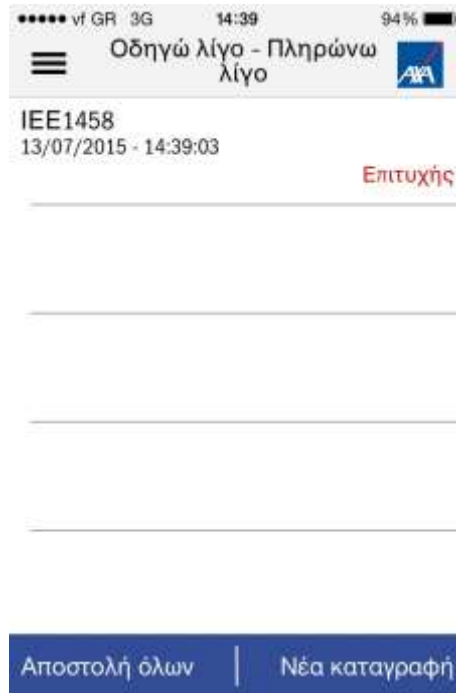 vf GR 3G 14:39 94%
Οδηγώ λίγο - Πληρώνω
λίγο
AXA
IEE1458
13/07/2015 - 14:39:03
Επιτυχής
Αποστολή όλων | Νέα καταγραφή